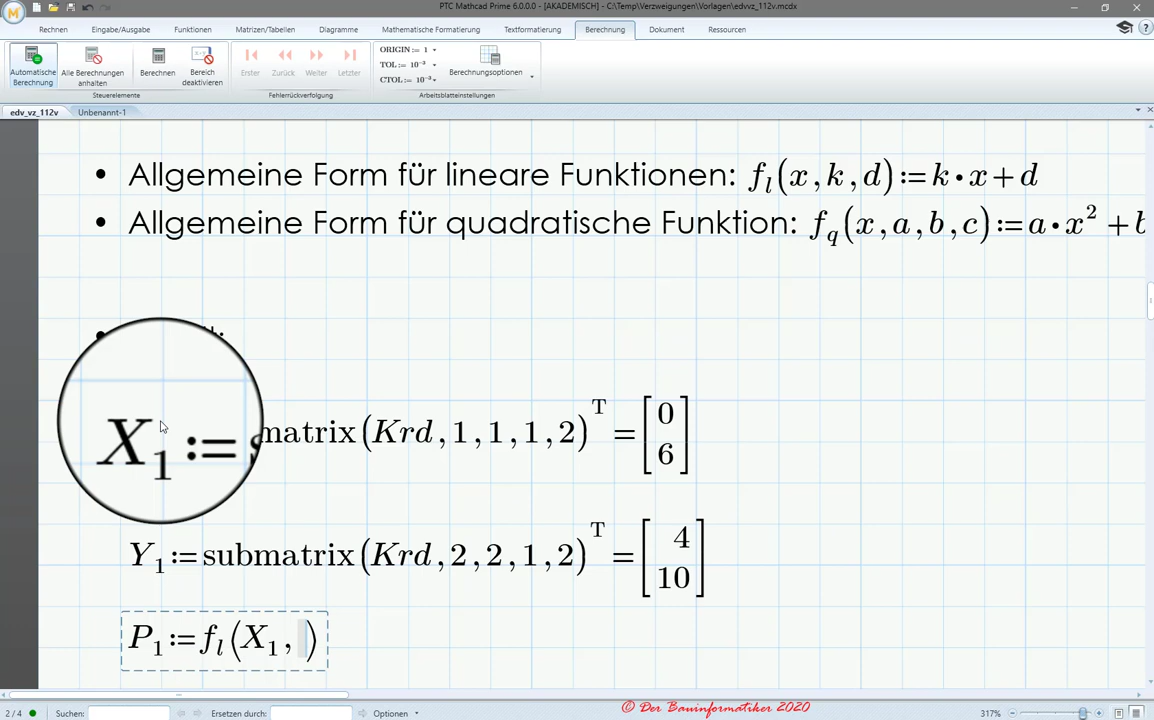 PTC Mathcad Prime 6.0.0.0 - [AKADEMISCH] - C:\Temp\Verzweigungen\Vorlagen\edvvz_112v.mcdx
Rechnen Eingabe/Ausgabe Funktionen Matrizen/Tabellen Diagramme Mathematische Formatierung Textformatierung Berechnung Dokument Ressourcen
ORIGIN := 1
TOL := 10⁻³
CTOL := 10⁻³
Automatische Berechnung
Alle Berechnungen anhalten
Berechnen
Bereich deaktivieren
Erster Zurück Weiter Letzter
Berechnungsoptionen
Steuerelemente Fehlerrückverfolgung Arbeitsblatteinstellungen
edv_vz_112v Unbenannt-1
• Allgemeine Form für lineare Funktionen: f_l(x,k,d):=k·x+d
• Allgemeine Form für quadratische Funktion: f_q(x,a,b,c):=a·x²+b
X₁:= matrix(Krd,1,1,1,2)ᵀ=[0
6]
Y₁:=submatrix(Krd,2,2,1,2)ᵀ=[4
10]
P₁:=f_l(X₁, )
2 / 4 Suchen: Ersetzen durch: Optionen © Der Bauinformatiker 2020 317%